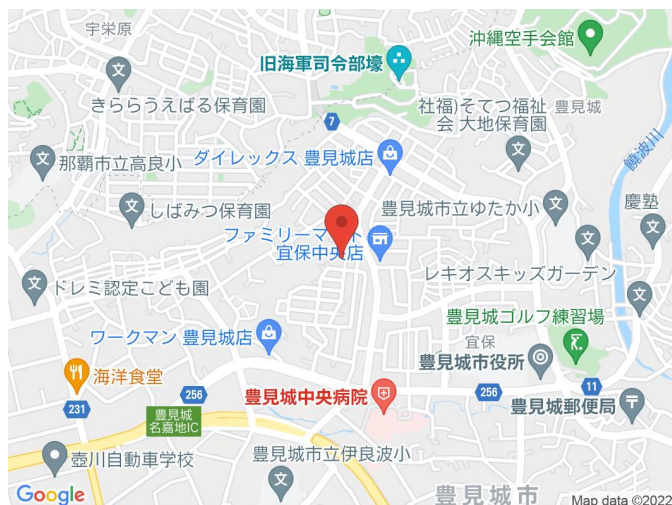 宇栄原
沖縄空手会館
旧海軍司令部壕
文
きららうえばる保育園
社福)そてつ福祉
会 大地保育園
豊見城
饒波川
7
文
那覇市立高良小
ダイレックス 豊見城店
文
文
しばみつ保育園
豊見城市立ゆたか小
文
慶塾
ファミリーマート
宜保中央店
レキオスキッズガーデン
文
文
文
ドレミ認定こども園
豊見城ゴルフ練習場
ワークマン 豊見城店
宜保
豊見城市役所
海洋食堂
256
豊見城中央病院
256
11
豊見城郵便局
231
豊見城
名嘉地IC
壺川自動車学校
豊見城市立伊良波小
文
豊見城市
Google
Map data ©2022